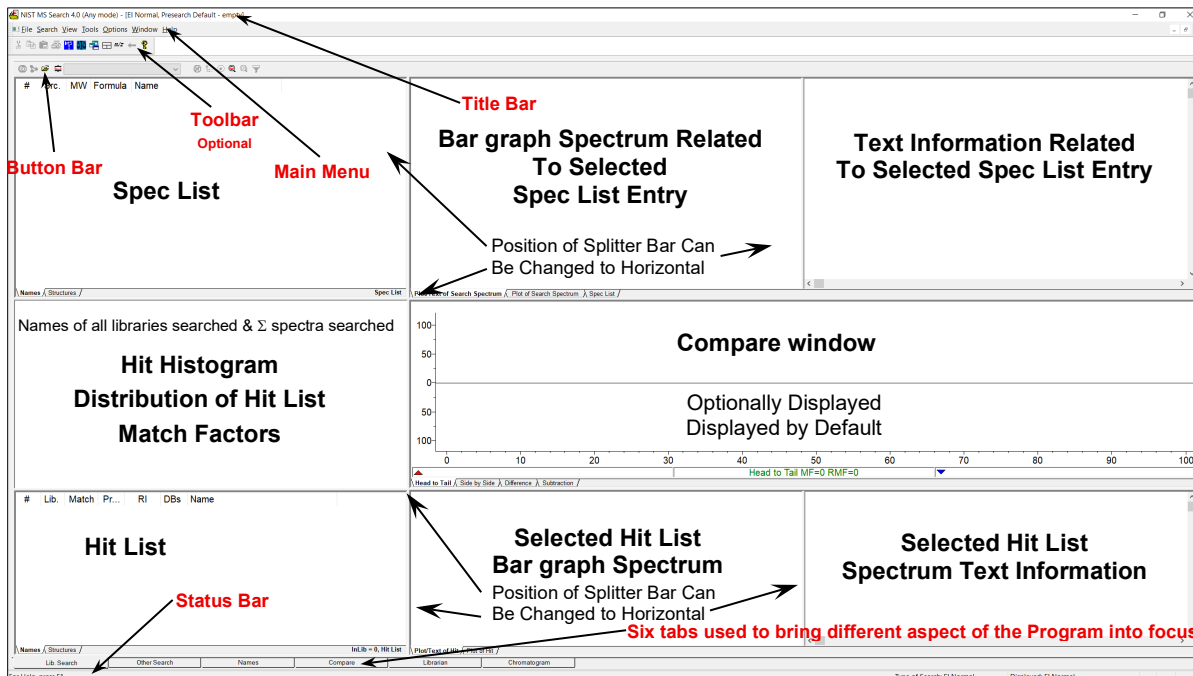 NIST MS Search 4.0 (Any mode) - [EI Normal, Presearch Default - empty]
File Search View Tools Options Window Help
# Src. MW Formula Name
Title Bar
Toolbar
Optional
Button Bar
Main Menu
Spec List
Bar graph Spectrum Related
To Selected
Spec List Entry
Text Information Related
To Selected Spec List Entry
Position of Splitter Bar Can
Be Changed to Horizontal
Names Structures
Spec List
Plot/Text of Search Spectrum Plot of Search Spectrum Spec List
Names of all libraries searched & Σ spectra searched
Hit Histogram
Distribution of Hit List
Match Factors
Compare window
Optionally Displayed
Displayed by Default
100
50
0
50
100
0 10 20 30 40 50 60 70 80 90 100
Head to Tail MF=0 RMF=0
Head to Tail Side by Side Difference Subtraction
# Lib. Match Pr... RI DBs Name
Hit List
Selected Hit List
Bar graph Spectrum
Selected Hit List
Spectrum Text Information
Position of Splitter Bar Can
Be Changed to Horizontal
Status Bar
Six tabs used to bring different aspect of the Program into focus
Names Structures
InLib = 0, Hit List
Plot/Text of Hit Plot of Hit
Lib. Search Other Search Names Compare Librarian Chromatogram